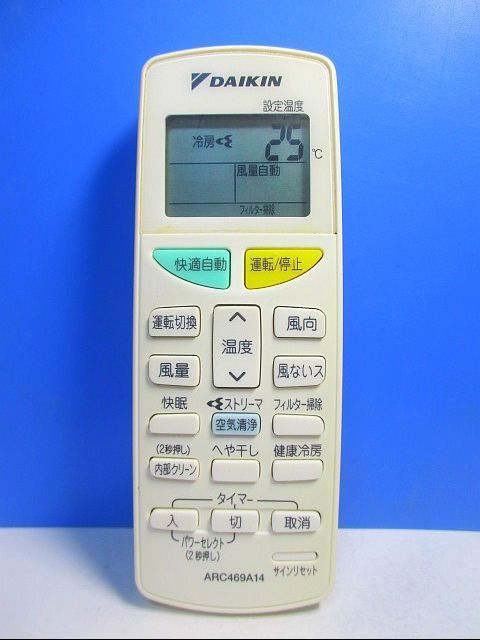 DAIKIN
設定温度
冷房 25 ℃
風量自動
フィルター掃除
快適自動 運転/停止
運転切換 温度 風向
風量 風ないス
快眠 ストリーマ フィルター掃除
空気清浄
(2秒押し) へや干し 健康冷房
内部クリーン
タイマー
入 切 取消
パワーセレクト
(2秒押し)
サインリセット
ARC469A14